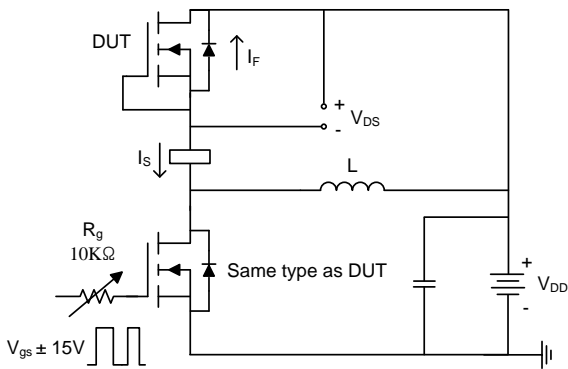 DUT
I_F
+
V_DS
-
I_S
L
R_g
10KΩ
Same type as DUT
+
V_DD
-
V_gs ± 15V